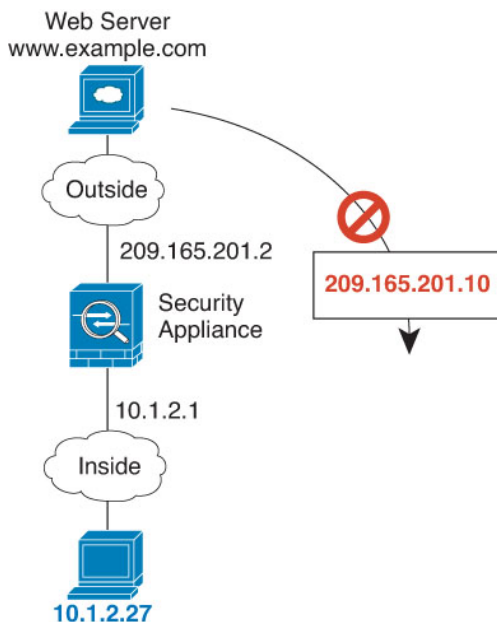 Web Server
www.example.com
Outside
209.165.201.2
209.165.201.10
Security
Appliance
10.1.2.1
Inside
10.1.2.27